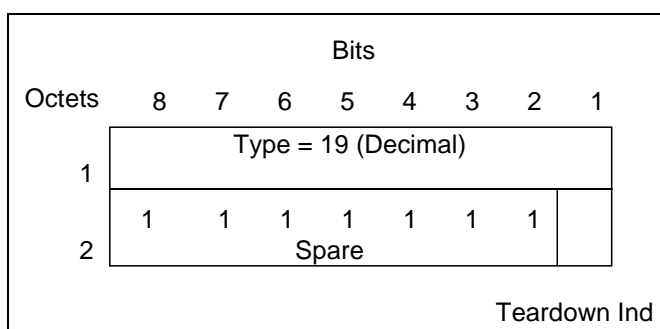 Bits
Octets 8 7 6 5 4 3 2 1
Type = 19 (Decimal)
1
1 1 1 1 1 1 1
2 Spare
Teardown Ind